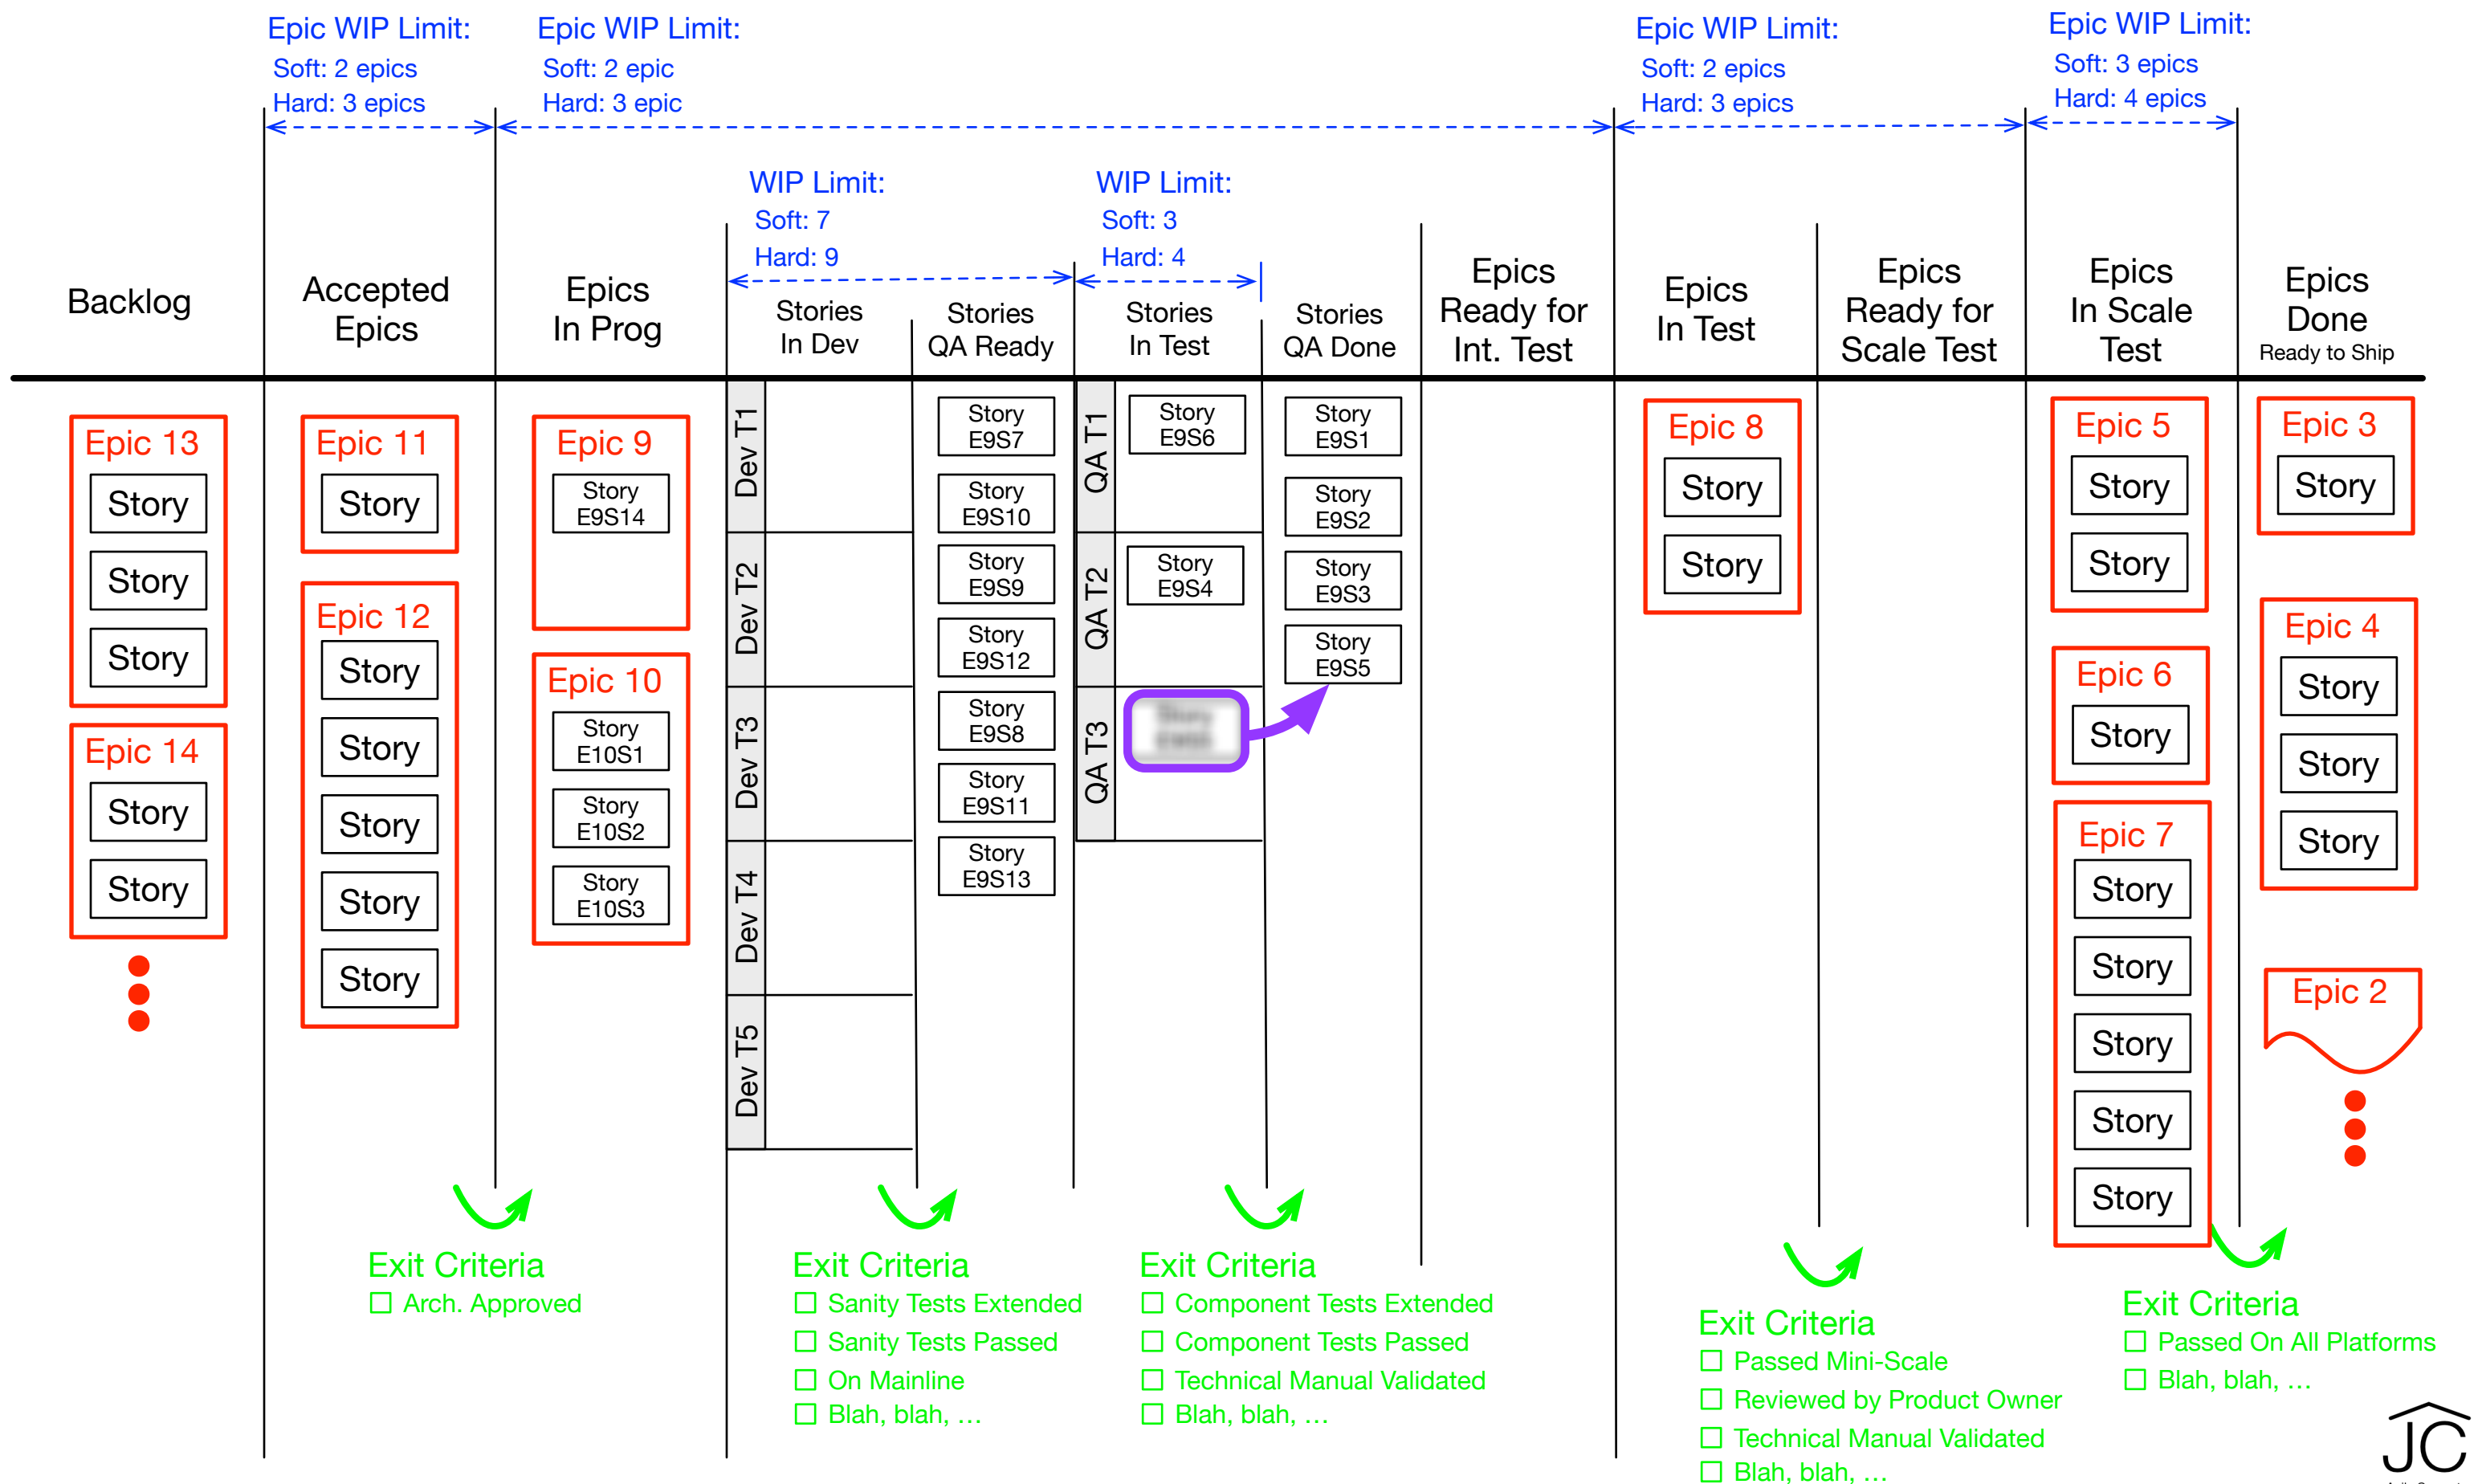 Epic WIP Limit:
Soft: 2 epics
Hard: 3 epics
Epic WIP Limit:
Soft: 2 epic
Hard: 3 epic
Epic WIP Limit:
Soft: 2 epics
Hard: 3 epics
Epic WIP Limit:
Soft: 3 epics
Hard: 4 epics
WIP Limit:
Soft: 7
Hard: 9
WIP Limit:
Soft: 3
Hard: 4
Backlog
Accepted
Epics
Epics
In Prog
Stories
In Dev
Stories
QA Ready
Stories
In Test
Stories
QA Done
Epics
Ready for
Int. Test
Epics
In Test
Epics
Ready for
Scale Test
Epics
In Scale
Test
Epics
Done
Ready to Ship
Epic 13
Story
Story
Story
Epic 14
Story
Story
Epic 11
Story
Epic 12
Story
Story
Story
Story
Story
Epic 9
Story
E9S14
Epic 10
Story
E10S1
Story
E10S2
Story
E10S3
Dev T1
Dev T2
Dev T3
Dev T4
Dev T5
Story
E9S7
Story
E9S10
Story
E9S9
Story
E9S12
Story
E9S8
Story
E9S11
Story
E9S13
QA T1
QA T2
QA T3
Story
E9S6
Story
E9S4
Story
E9S1
Story
E9S2
Story
E9S3
Story
E9S5
Epic 8
Story
Story
Epic 5
Story
Story
Epic 6
Story
Epic 7
Story
Story
Story
Story
Story
Epic 3
Story
Epic 4
Story
Story
Story
Epic 2
Exit Criteria
Arch. Approved
Exit Criteria
Sanity Tests Extended
Sanity Tests Passed
On Mainline
Blah, blah, …
Exit Criteria
Component Tests Extended
Component Tests Passed
Technical Manual Validated
Blah, blah, …
Exit Criteria
Passed Mini-Scale
Reviewed by Product Owner
Technical Manual Validated
Blah, blah, …
Exit Criteria
Passed On All Platforms
Blah, blah, …
JC